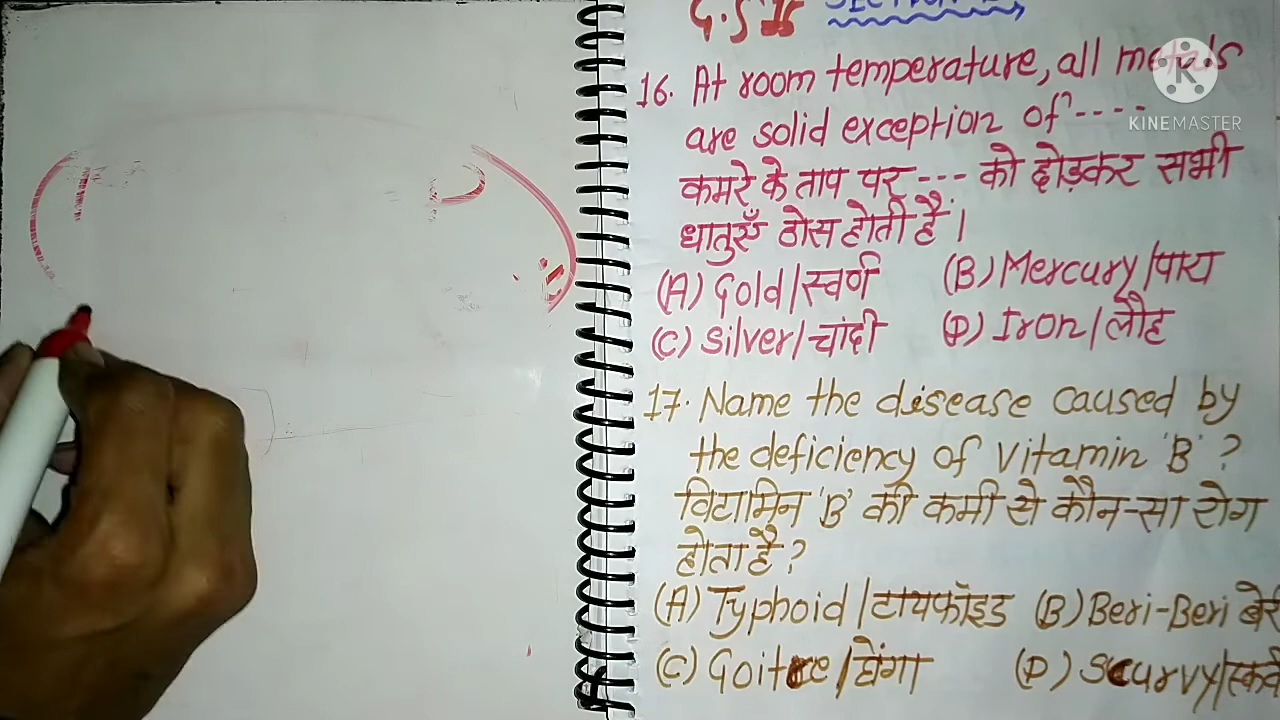 G.S
16. At room temperature, all metals
are solid exception of ----
कमरे के ताप पर --- को छोड़कर सभी
धातुएँ ठोस होती हैं।
(A) Gold/स्वर्ण (B) Mercury/पारा
(C) Silver/चांदी (D) Iron/लौह
17. Name the disease caused by
the deficiency of Vitamin 'B' ?
विटामिन 'B' की कमी से कौन-सा रोग
होता है ?
(A) Typhoid/टायफॉइड (B) Beri-Beri
(C) Goitre/घेंगा (D) Scurvy/
K
KINEMASTER